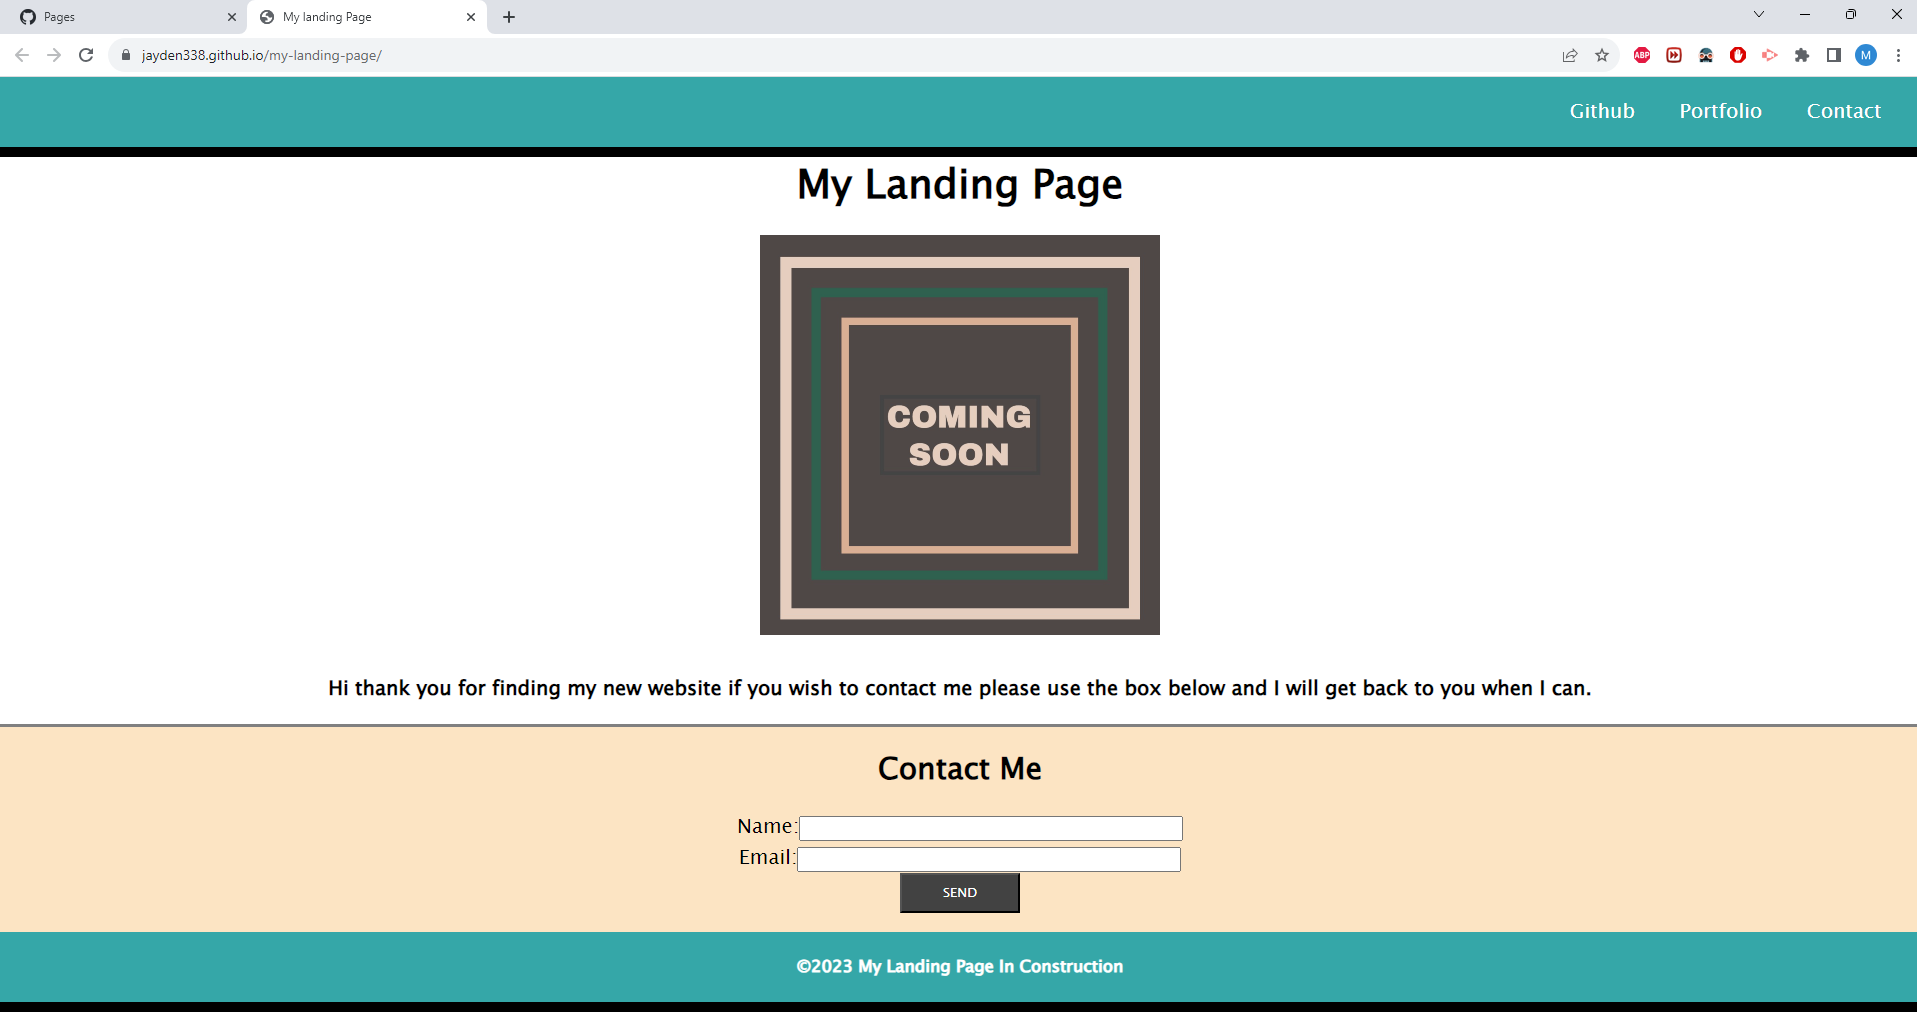 Pages
My landing Page
jayden338.github.io/my-landing-page/
ABP
M
Github Portfolio Contact
My Landing Page
COMING
SOON
Hi thank you for finding my new website if you wish to contact me please use the box below and I will get back to you when I can.
Contact Me
Name:
Email:
SEND
©2023 My Landing Page In Construction